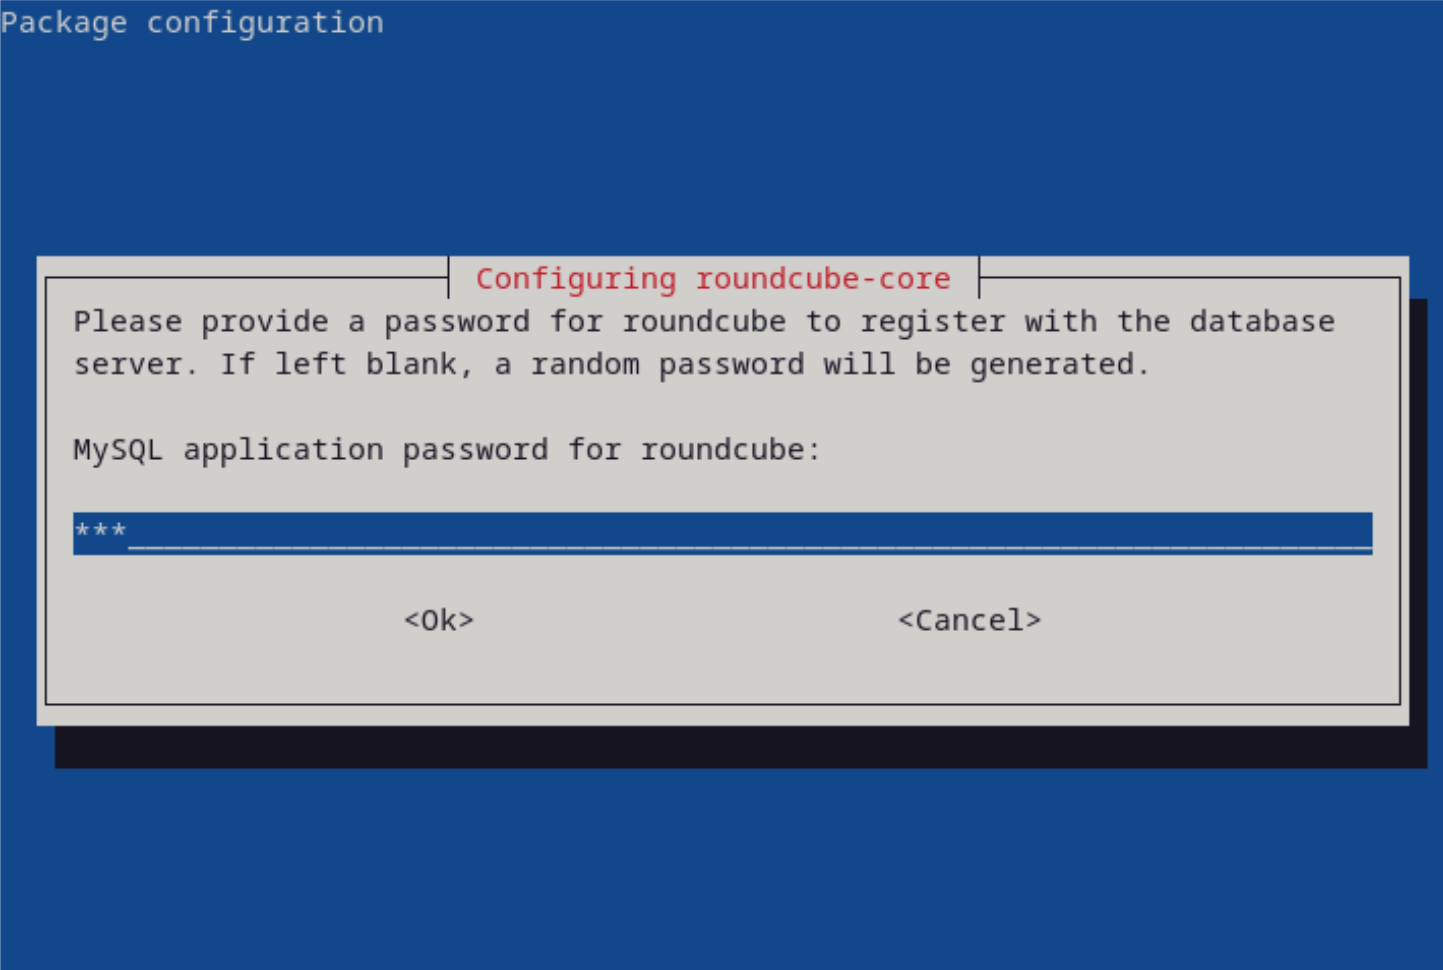 Package configuration
Configuring roundcube-core
Please provide a password for roundcube to register with the database
server. If left blank, a random password will be generated.
MySQL application password for roundcube:
***_______________________________________________________________________
<Ok>
<Cancel>